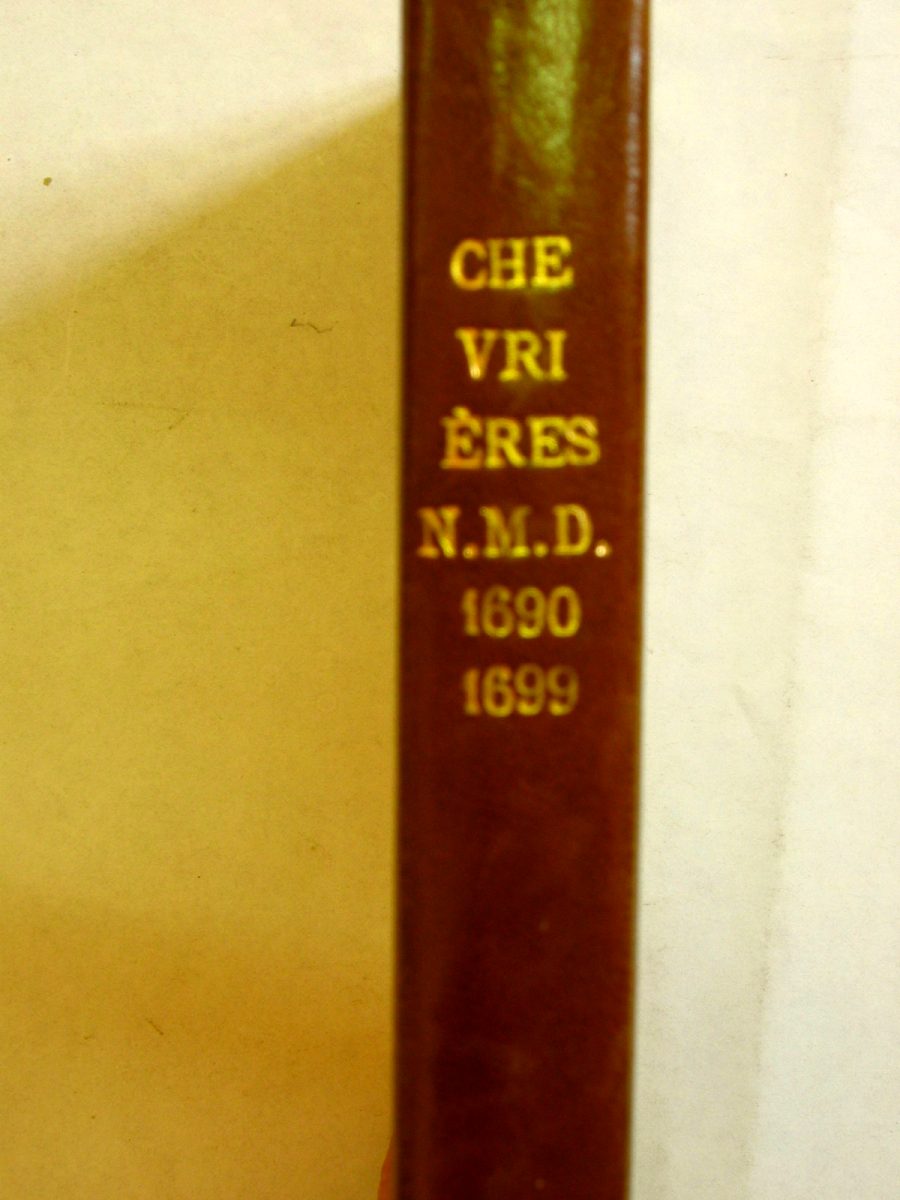 CHE
VRI
ÈRES
N.M.D.
1690
1699